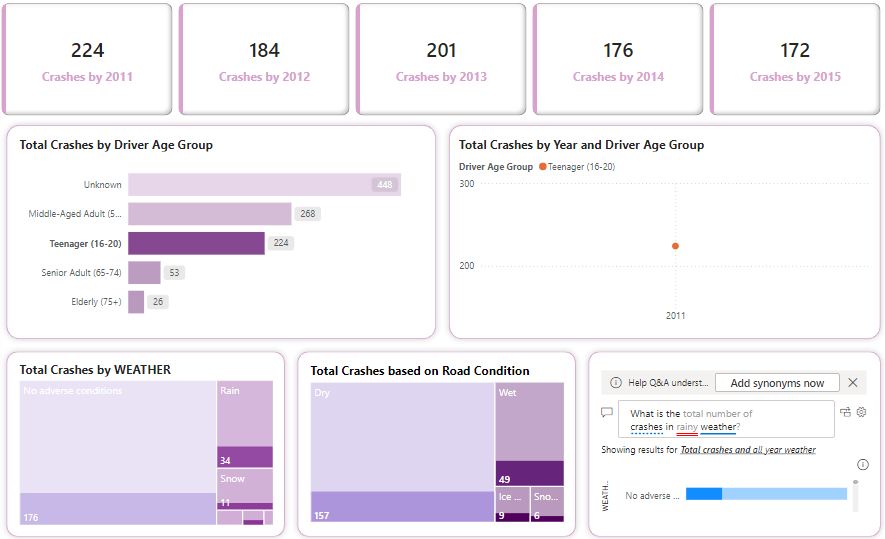 224
Crashes by 2011
184
Crashes by 2012
201
Crashes by 2013
176
Crashes by 2014
172
Crashes by 2015
Total Crashes by Driver Age Group
Unknown
448
Middle-Aged Adult (5...
268
Teenager (16-20)
224
Senior Adult (65-74)
53
Elderly (75+)
26
Total Crashes by Year and Driver Age Group
Driver Age Group Teenager (16-20)
300
200
2011
Total Crashes by WEATHER
No adverse conditions
176
Rain
34
Snow
11
Total Crashes based on Road Condition
Dry
157
Wet
49
Ice ...
9
Sno...
6
Help Q&A underst...
Add synonyms now
What is the total number of
crashes in rainy weather?
Showing results for Total crashes and all year weather
WEATH..
No adverse ...